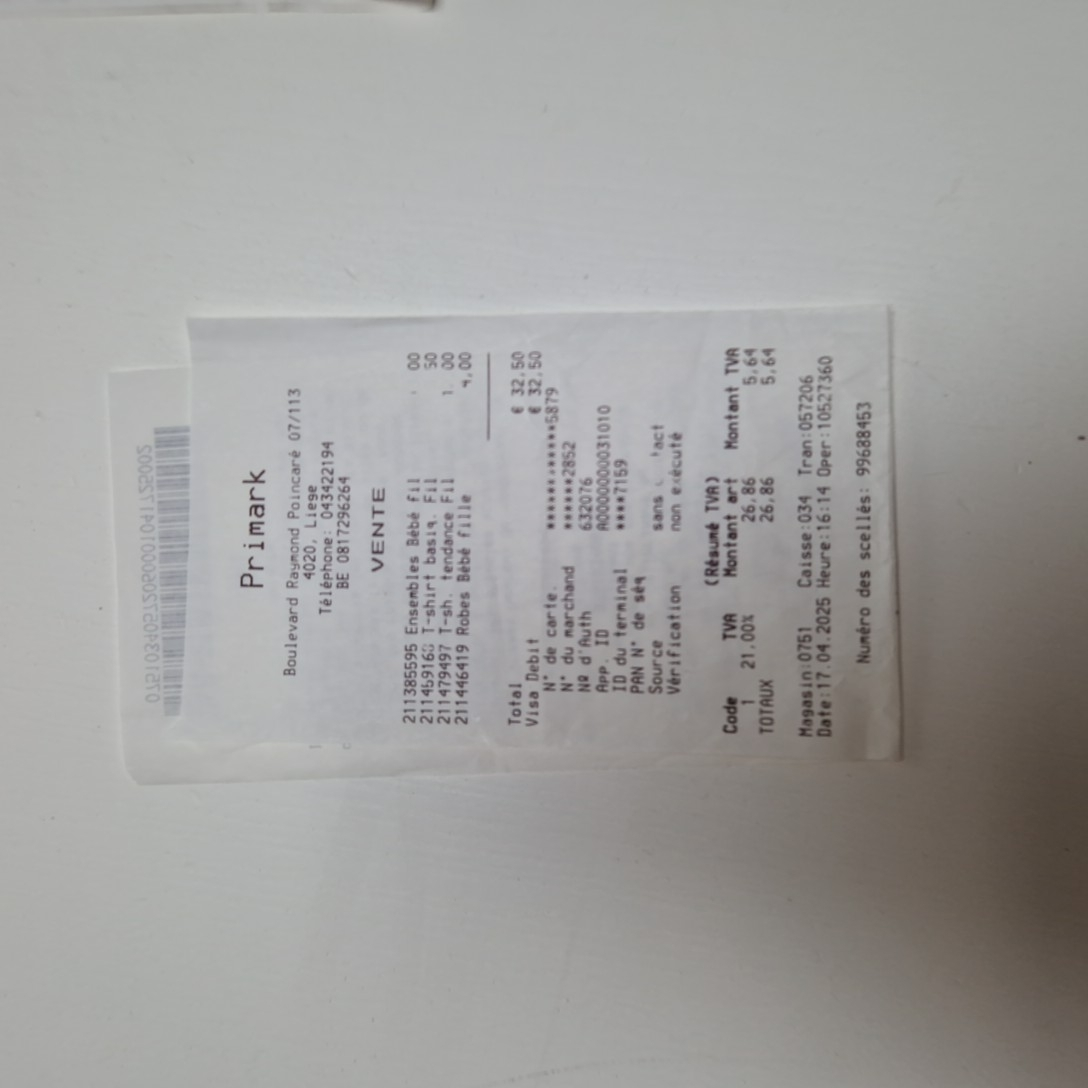 Primark
Boulevard Raymond Poincaré 07/113
4020, Liege
Téléphone: 043422194
BE 0817296264
VENTE
211385595 Ensembles Bébé fil 00
T-shirt basiq. Fil 50
211479497 T-sh. tendance Fil
211446419 Robes Bébé fille
Total € 32,50
Visa Debit € 32,50
N° de carte. ************5879
N° du marchand ******2852
Nº d'Auth 632076
App. ID A0000000031010
ID du terminal ****7159
PAN N° de séq
Source sans
Vérification non exécuté
(Résumé TVA)
Code TVA Montant art Montant TVA
1 21,00% 26,86 5,64
TOTAUX 26,86 5,64
Magasin:0751 Caisse:034 Tran:057206
Date:17.04.2025 Heure:16:14 Oper:10527360
Numéro des scellés: 99688453